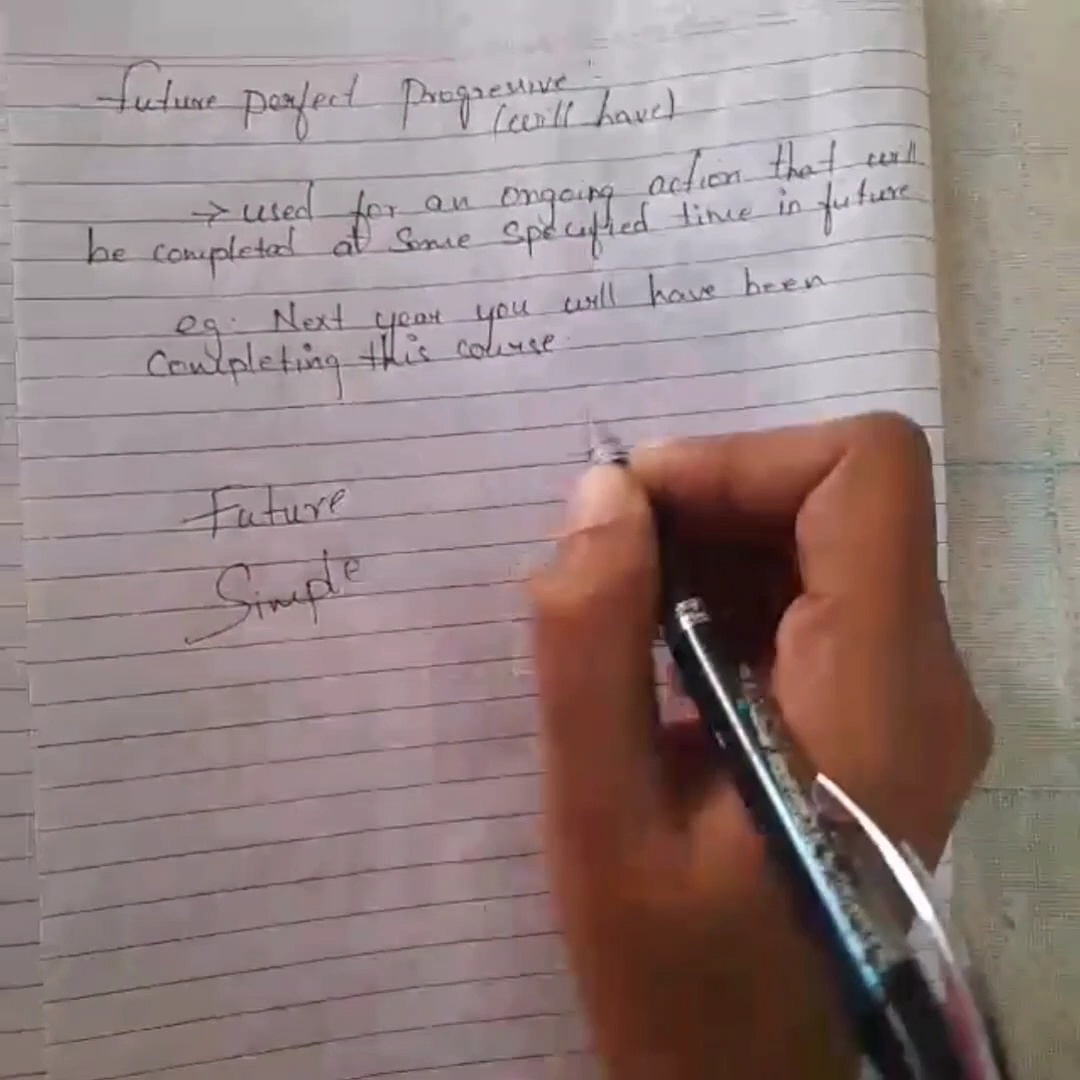 Future perfect Progressive
(will have)
→ used for an ongoing action that will
be completed at some specified time in future
eg. Next year you will have been
Completing this course.
Future
Simple